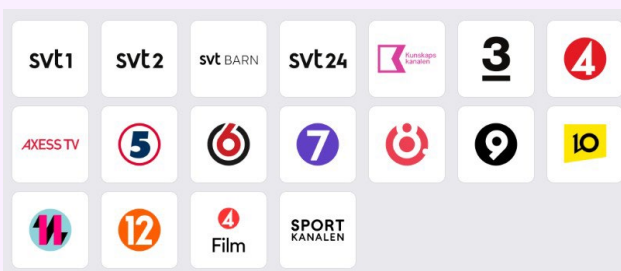 svt1
svt2
svt BARN
svt24
Kunskaps
kanalen
3
4
AXESS TV
5
6
7
8
9
10
11
12
4
Film
SPORT
KANALEN